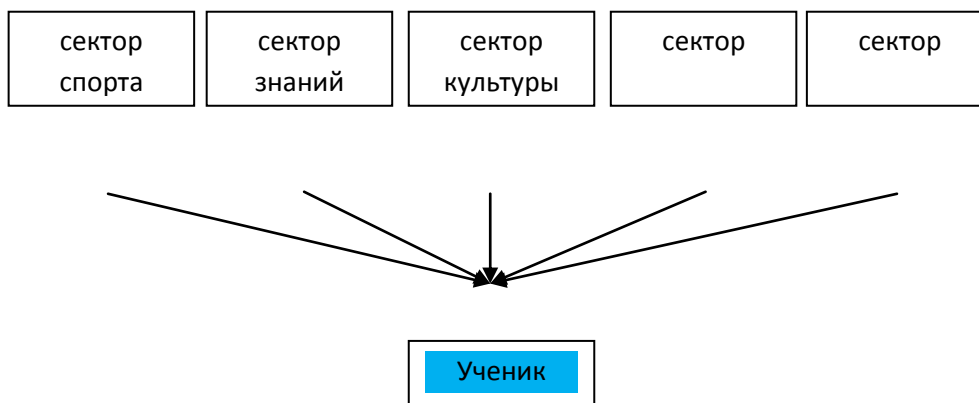 сектор
спорта
сектор
знаний
сектор
культуры
сектор
сектор
Ученик